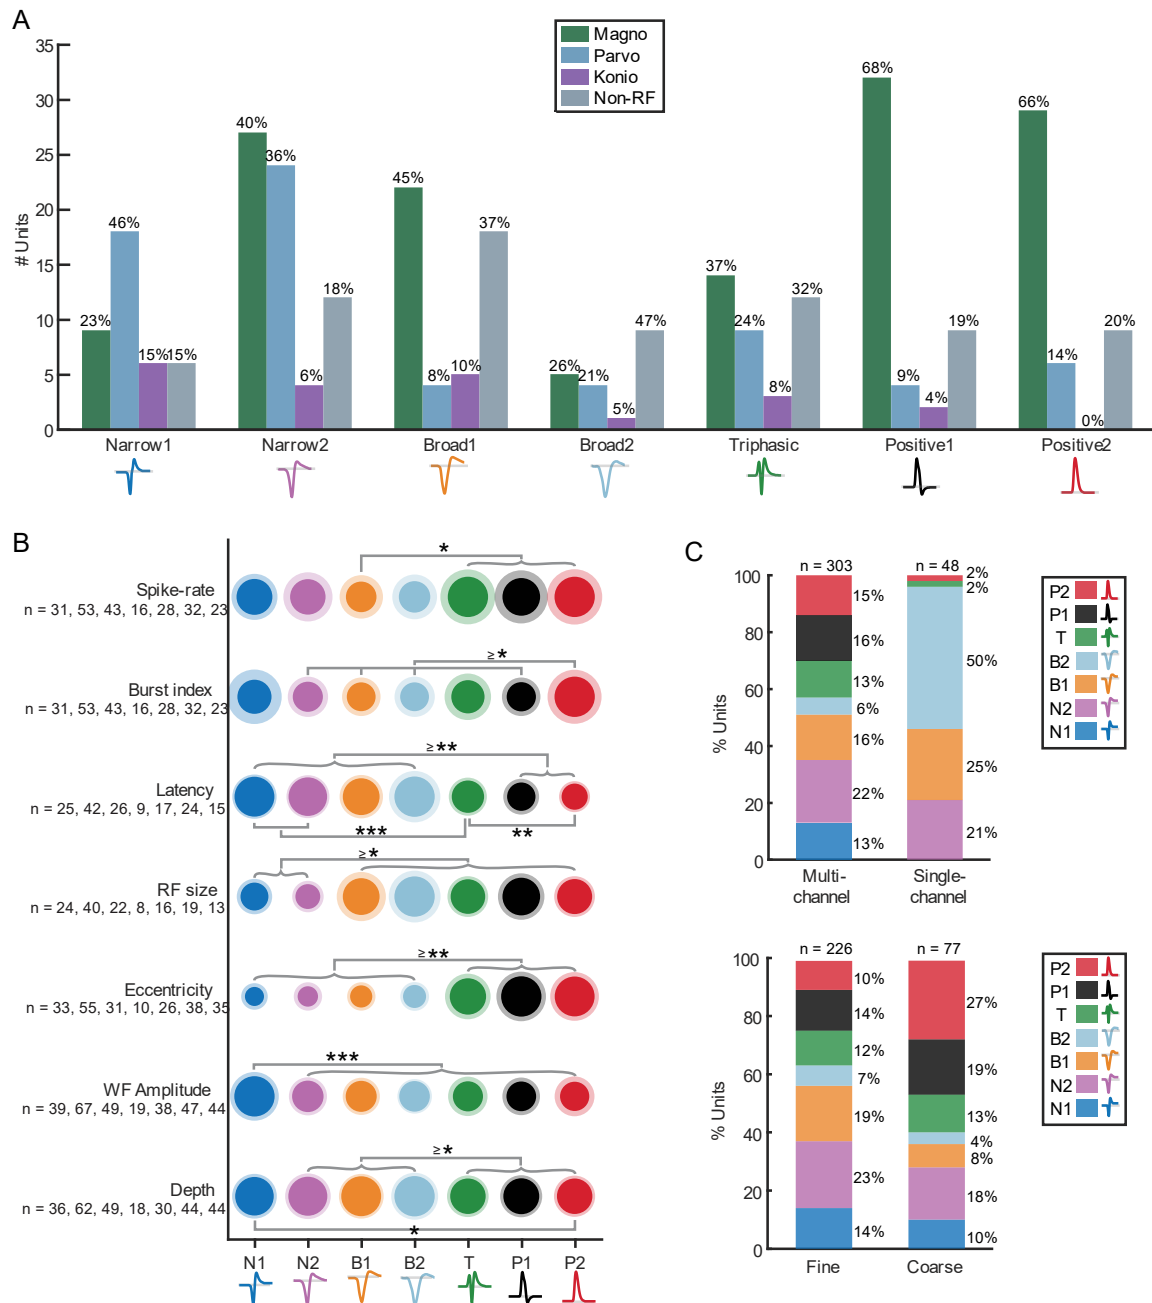 A
Magno
Parvo
Konio
Non-RF
# Units
35
30
25
20
15
10
5
0
23%
46%
15%
15%
40%
36%
6%
18%
45%
8%
10%
37%
26%
21%
5%
47%
37%
24%
8%
32%
68%
9%
4%
19%
66%
14%
0%
20%
Narrow1
Narrow2
Broad1
Broad2
Triphasic
Positive1
Positive2
B
Spike-rate
n = 31, 53, 43, 16, 28, 32, 23
*
Burst index
n = 31, 53, 43, 16, 28, 32, 23
≥*
Latency
n = 25, 42, 26, 9, 17, 24, 15
≥**
***
**
RF size
n = 24, 40, 22, 8, 16, 19, 13
≥*
Eccentricity
n = 33, 55, 31, 10, 26, 38, 35
≥**
WF Amplitude
n = 39, 67, 49, 19, 38, 47, 44
***
Depth
n = 36, 62, 49, 18, 30, 44, 44
≥*
*
N1
N2
B1
B2
T
P1
P2
C
% Units
100
80
60
40
20
0
n = 303
15%
16%
13%
6%
16%
22%
13%
n = 48
2%
2%
50%
25%
21%
Multi-
channel
Single-
channel
P2
P1
T
B2
B1
N2
N1
% Units
100
80
60
40
20
0
n = 226
10%
14%
12%
7%
19%
23%
14%
n = 77
27%
19%
13%
4%
8%
18%
10%
Fine
Coarse
P2
P1
T
B2
B1
N2
N1